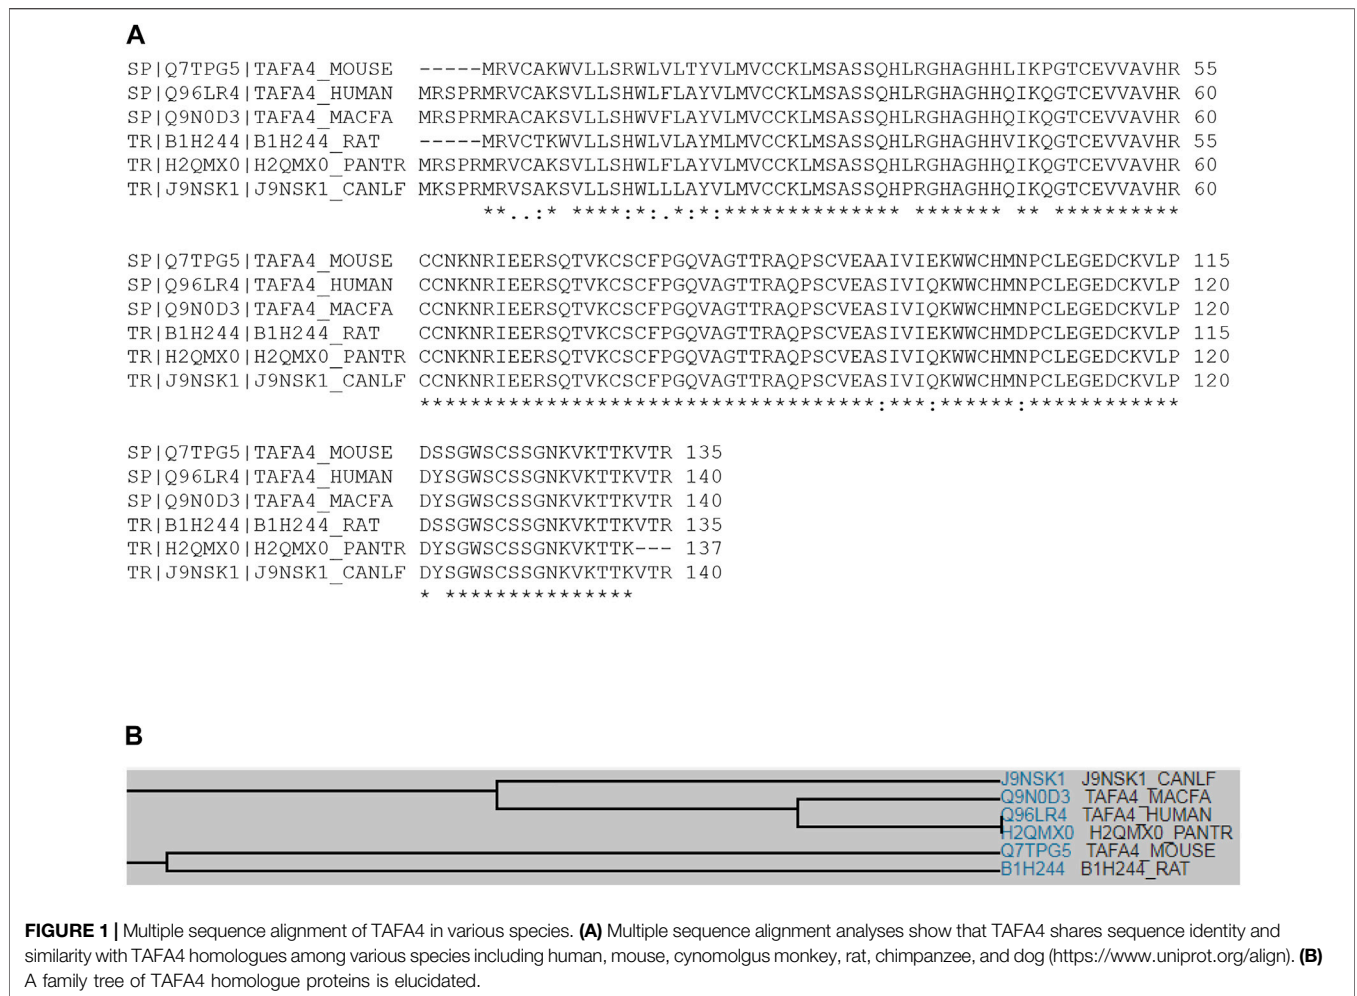 A
SP|Q7TPG5|TAFA4_MOUSE -----MRVCAKWVLLSRWLVLTYVLMVCCKLMSASSQHLRGHAGHHLIKPGTCEVVAVHR 55
SP|Q96LR4|TAFA4_HUMAN MRSPRMRVCAKSVLLSHWLFLAYVLMVCCKLMSASSQHLRGHAGHHQIKQGTCEVVAVHR 60
SP|Q9N0D3|TAFA4_MACFA MRSPRMRACAKSVLLSHWVFLAYVLMVCCKLMSASSQHLRGHAGHHQIKQGTCEVVAVHR 60
TR|B1H244|B1H244_RAT -----MRVCTKWVLLSHWLVLAYMLMVCCKLMSASSQHLRGHAGHHVIKQGTCEVVAVHR 55
TR|H2QMX0|H2QMX0_PANTR MRSPRMRVCAKSVLLSHWLFLAYVLMVCCKLMSASSQHLRGHAGHHQIKQGTCEVVAVHR 60
TR|J9NSK1|J9NSK1_CANLF MKSPRMRVSAKSVLLSHWLLLAYVLMVCCKLMSASSQHPRGHAGHHQIKQGTCEVVAVHR 60
**..:* ****:*:.*:*:************** ******* ** **********
SP|Q7TPG5|TAFA4_MOUSE CCNKNRIEERSQTVKCSCFPGQVAGTTRAQPSCVEAAIVIEKWWCHMNPCLEGEDCKVLP 115
SP|Q96LR4|TAFA4_HUMAN CCNKNRIEERSQTVKCSCFPGQVAGTTRAQPSCVEASIVIQKWWCHMNPCLEGEDCKVLP 120
SP|Q9N0D3|TAFA4_MACFA CCNKNRIEERSQTVKCSCFPGQVAGTTRAQPSCVEASIVIQKWWCHMNPCLEGEDCKVLP 120
TR|B1H244|B1H244_RAT CCNKNRIEERSQTVKCSCFPGQVAGTTRAQPSCVEASIVIEKWWCHMDPCLEGEDCKVLP 115
TR|H2QMX0|H2QMX0_PANTR CCNKNRIEERSQTVKCSCFPGQVAGTTRAQPSCVEASIVIQKWWCHMNPCLEGEDCKVLP 120
TR|J9NSK1|J9NSK1_CANLF CCNKNRIEERSQTVKCSCFPGQVAGTTRAQPSCVEASIVIQKWWCHMNPCLEGEDCKVLP 120
************************************:***:******:************
SP|Q7TPG5|TAFA4_MOUSE DSSGWSCSSGNKVKTTKVTR 135
SP|Q96LR4|TAFA4_HUMAN DYSGWSCSSGNKVKTTKVTR 140
SP|Q9N0D3|TAFA4_MACFA DYSGWSCSSGNKVKTTKVTR 140
TR|B1H244|B1H244_RAT DSSGWSCSSGNKVKTTKVTR 135
TR|H2QMX0|H2QMX0_PANTR DYSGWSCSSGNKVKTTK--- 137
TR|J9NSK1|J9NSK1_CANLF DYSGWSCSSGNKVKTTKVTR 140
* ***************
B
J9NSK1 J9NSK1_CANLF
Q9N0D3 TAFA4_MACFA
Q96LR4 TAFA4_HUMAN
H2QMX0 H2QMX0_PANTR
Q7TPG5 TAFA4_MOUSE
B1H244 B1H244_RAT
FIGURE 1 | Multiple sequence alignment of TAFA4 in various species. (A) Multiple sequence alignment analyses show that TAFA4 shares sequence identity and
similarity with TAFA4 homologues among various species including human, mouse, cynomolgus monkey, rat, chimpanzee, and dog (https://www.uniprot.org/align). (B)
A family tree of TAFA4 homologue proteins is elucidated.